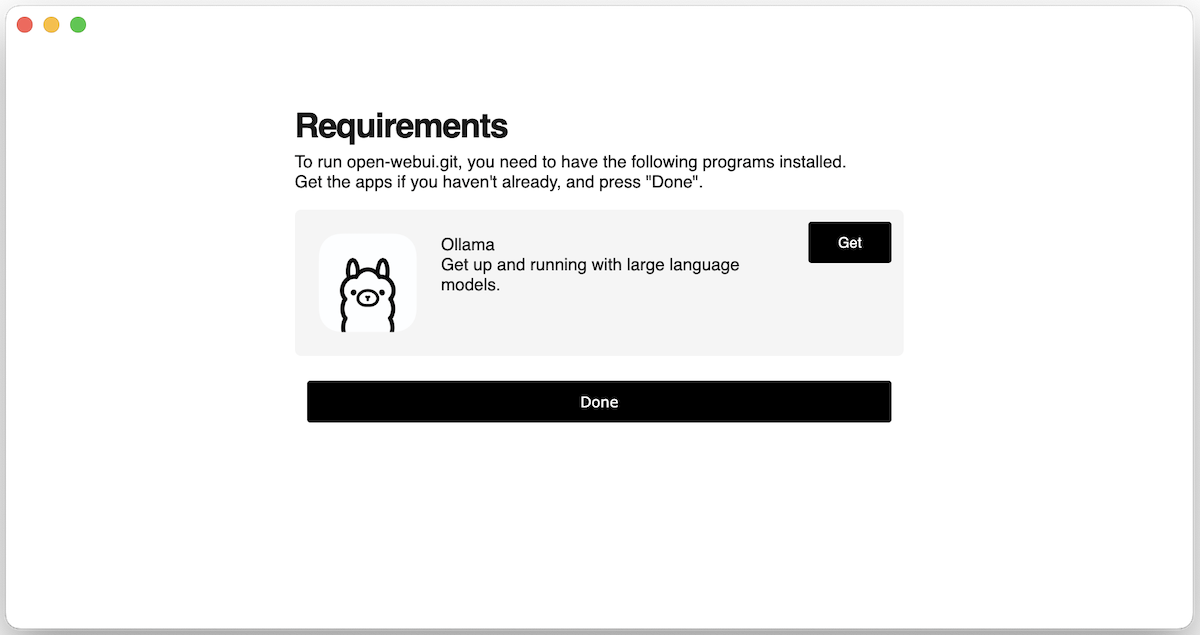 Requirements
To run open-webui.git, you need to have the following programs installed.
Get the apps if you haven't already, and press "Done".
Ollama
Get up and running with large language
models.
Get
Done